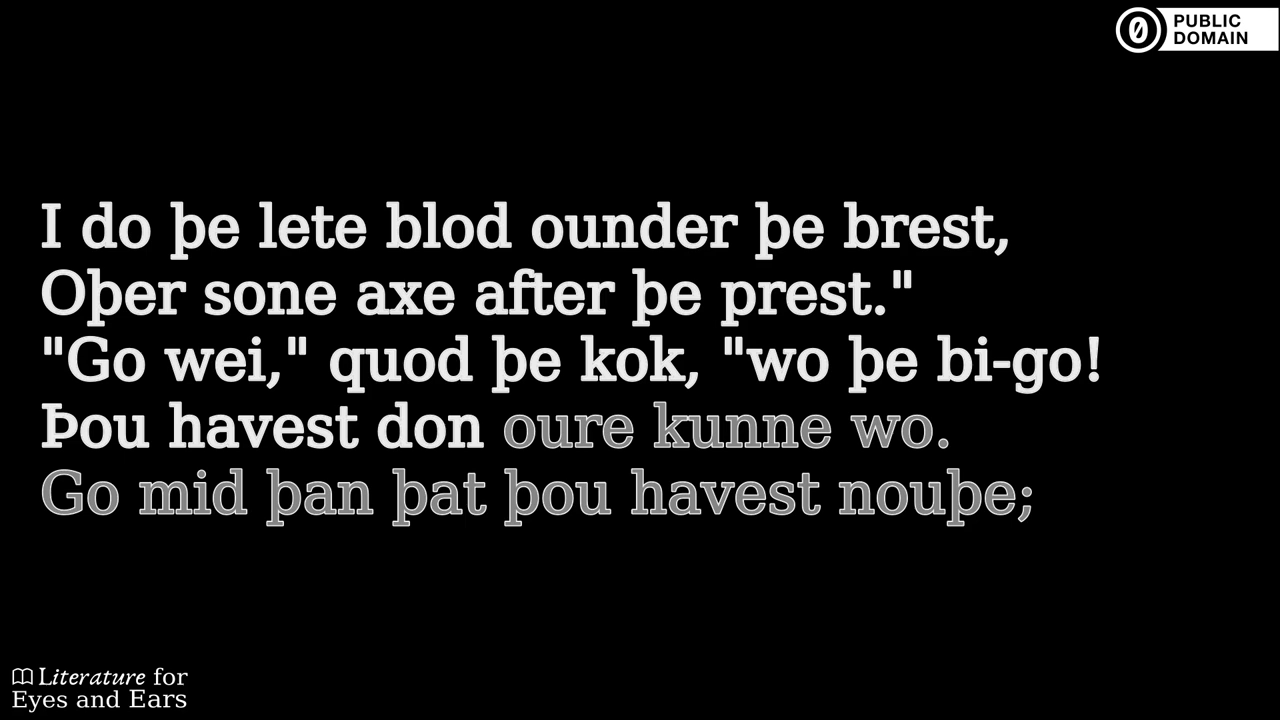 PUBLIC
DOMAIN
I do þe lete blod ounder þe brest,
Oþer sone axe after þe prest."
"Go wei," quod þe kok, "wo þe bi-go!
Þou havest don oure kunne wo.
Go mid þan þat þou havest nouþe;
Literature for
Eyes and Ears